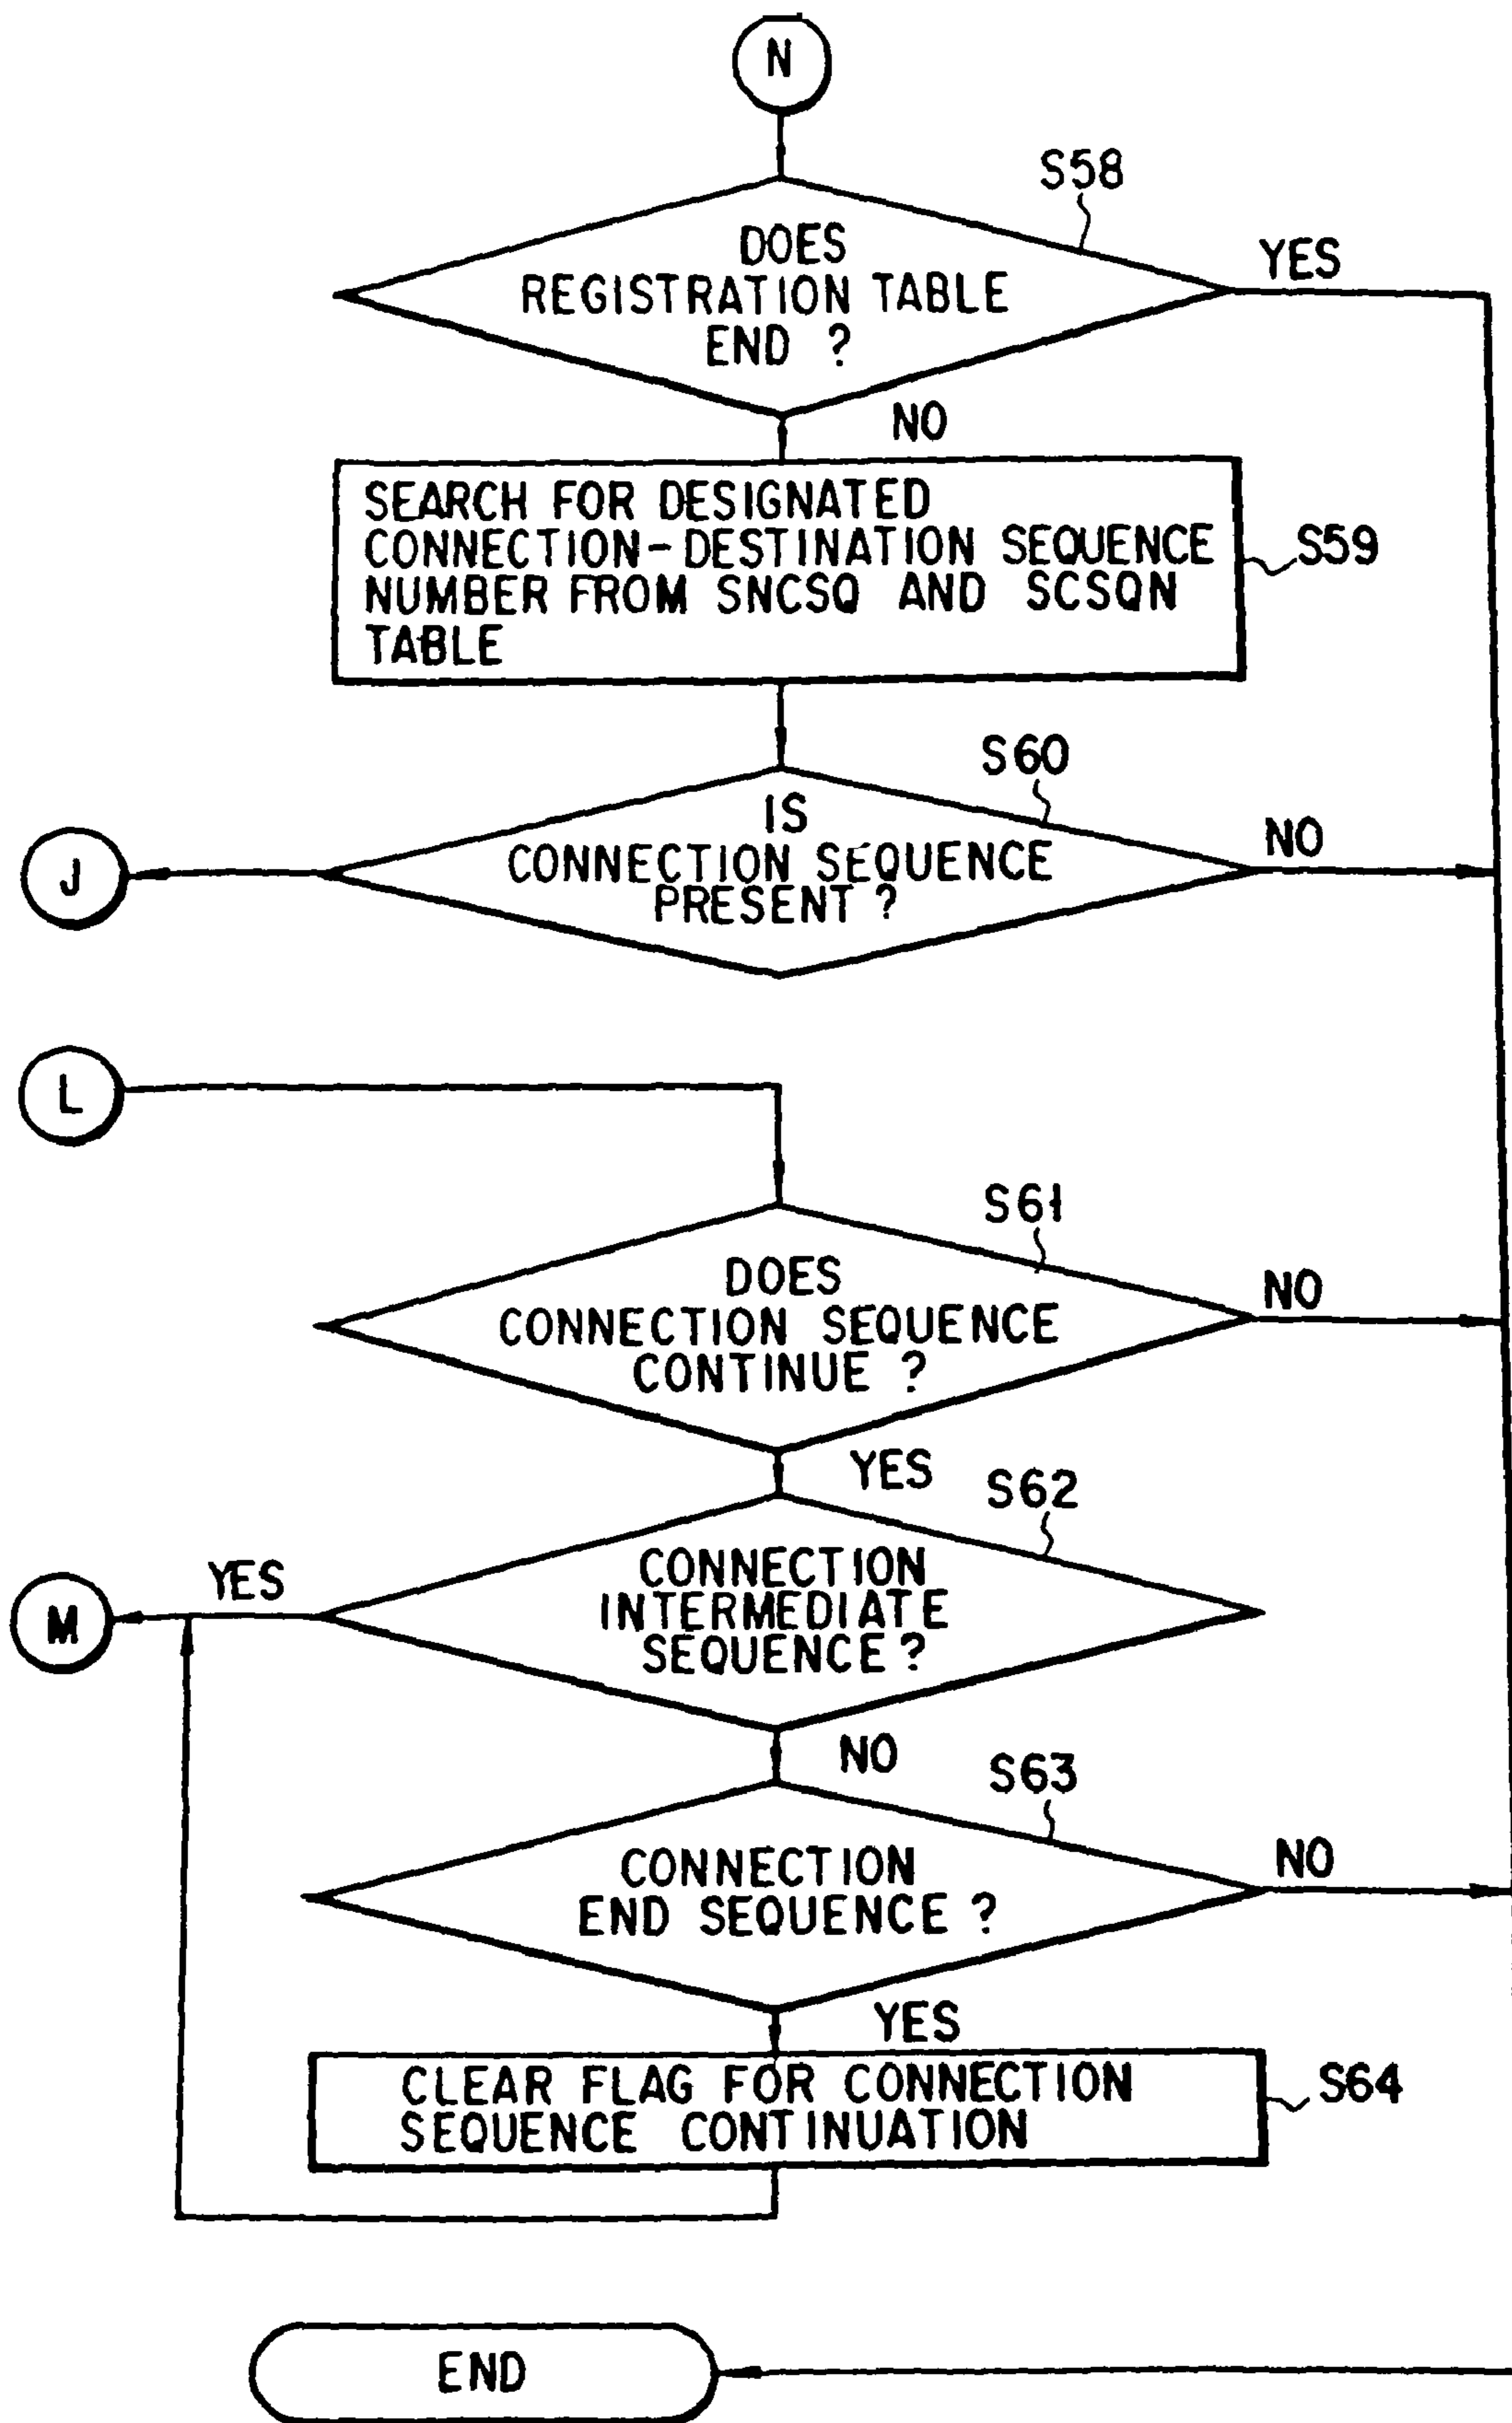 N
S58
DOES
REGISTRATION TABLE
END ?
YES
NO
SEARCH FOR DESIGNATED
CONNECTION-DESTINATION SEQUENCE
NUMBER FROM SNCSQ AND SCSQN
TABLE
S59
S60
IS
CONNECTION SEQUENCE
PRESENT ?
NO
J
L
S61
DOES
CONNECTION SEQUENCE
CONTINUE ?
NO
YES
S62
CONNECTION
INTERMEDIATE
SEQUENCE ?
YES
M
NO
S63
CONNECTION
END SEQUENCE ?
NO
YES
CLEAR FLAG FOR CONNECTION
SEQUENCE CONTINUATION
S64
END